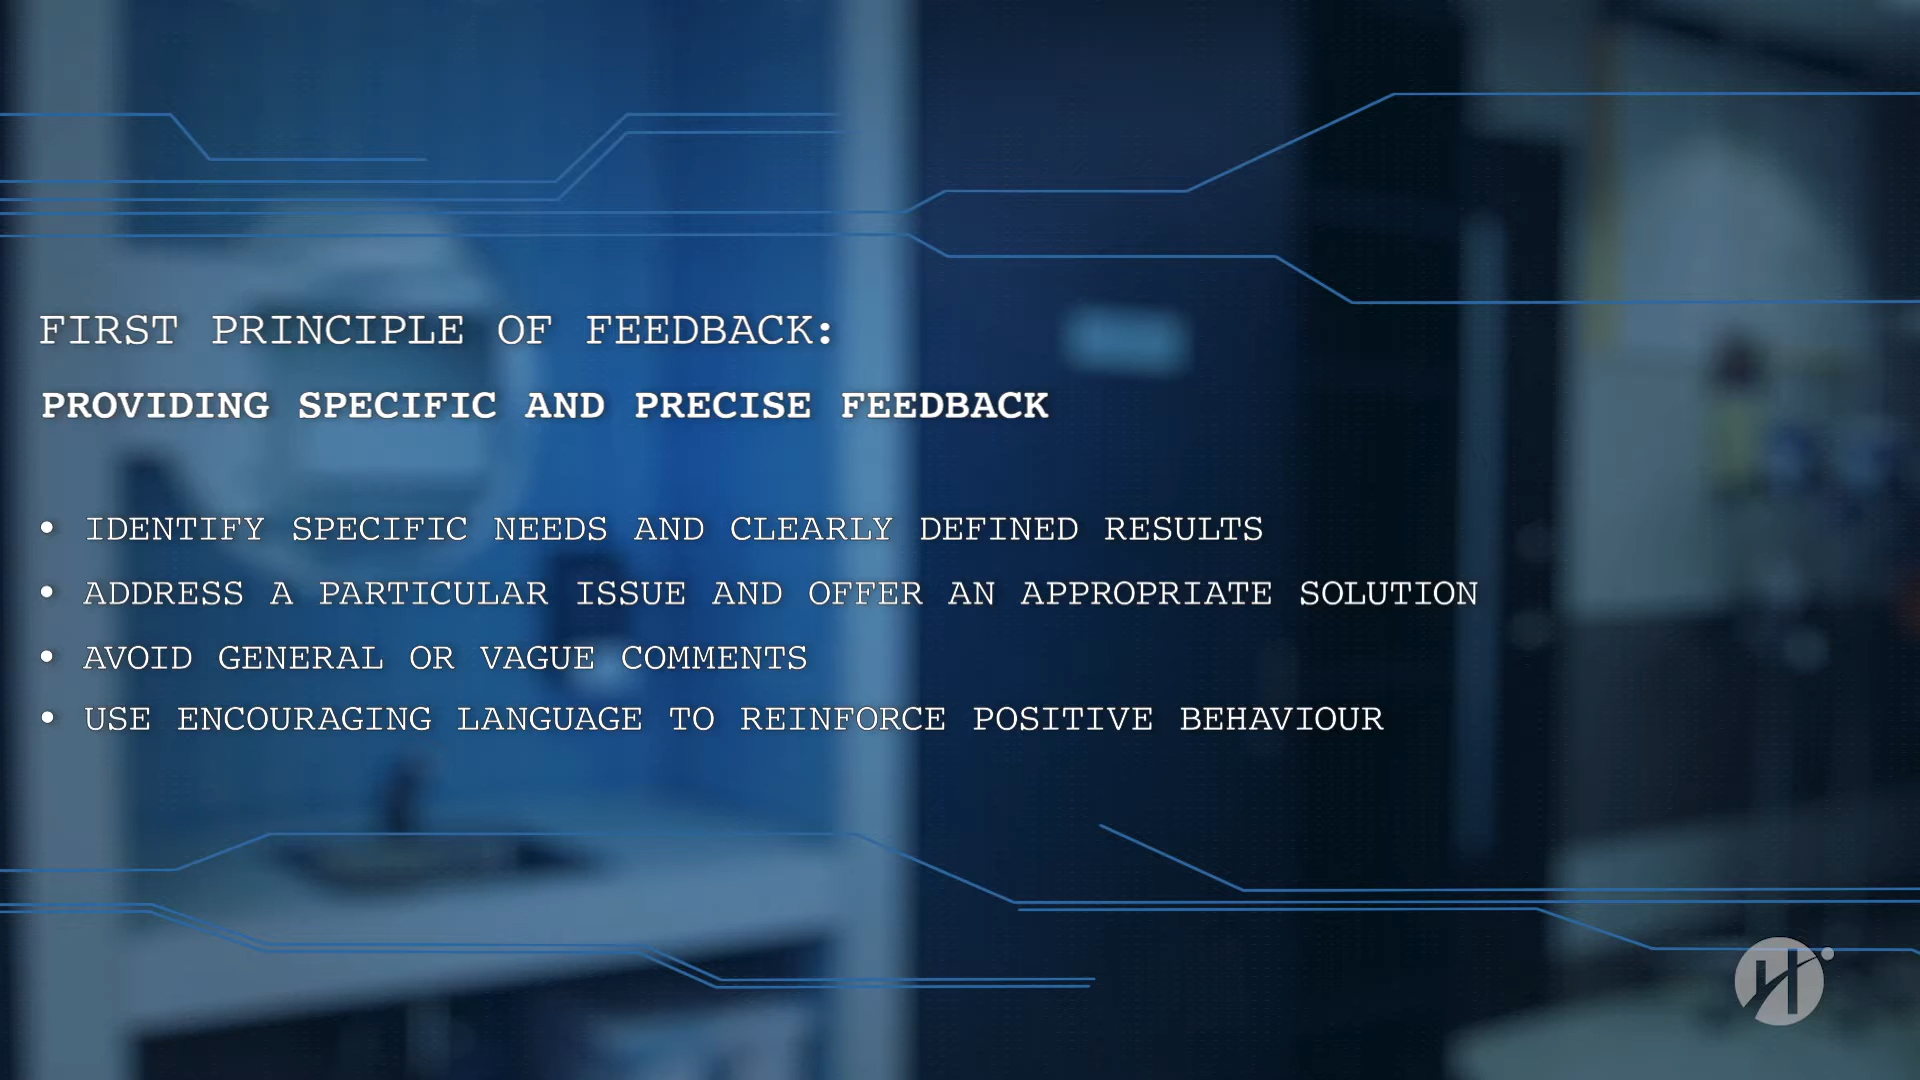 FIRST PRINCIPLE OF FEEDBACK:
PROVIDING SPECIFIC AND PRECISE FEEDBACK
• IDENTIFY SPECIFIC NEEDS AND CLEARLY DEFINED RESULTS
• ADDRESS A PARTICULAR ISSUE AND OFFER AN APPROPRIATE SOLUTION
• AVOID GENERAL OR VAGUE COMMENTS
• USE ENCOURAGING LANGUAGE TO REINFORCE POSITIVE BEHAVIOUR